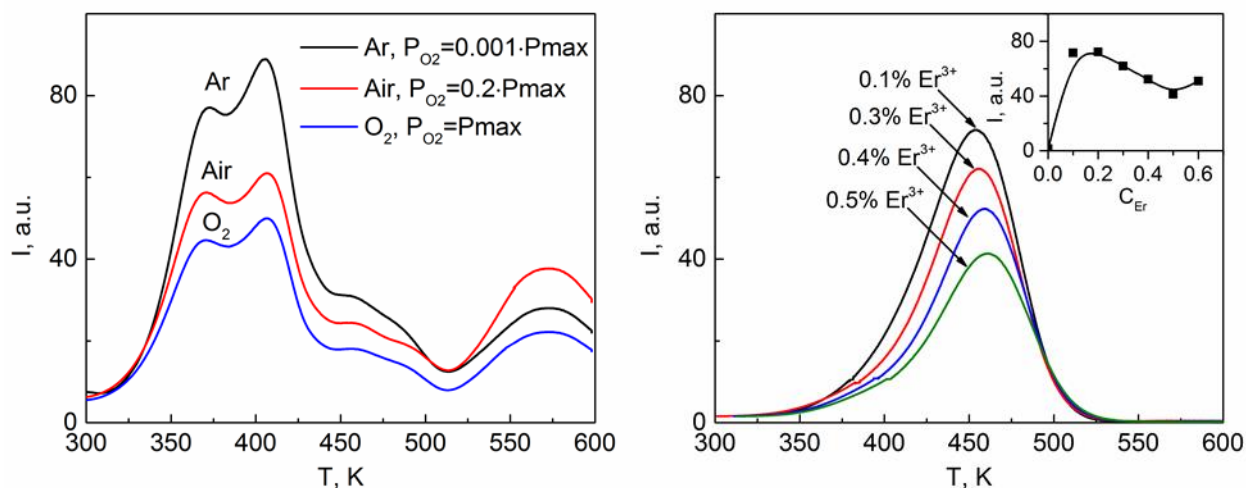 Ar, P_O2=0.001·Pmax
Air, P_O2=0.2·Pmax
O₂, P_O2=Pmax
Ar
Air
O₂
80
40
0
I, a.u.
300 350 400 450 500 550 600
T, K
0.1% Er³⁺
0.3% Er³⁺
0.4% Er³⁺
0.5% Er³⁺
80
40
0
I, a.u.
300 350 400 450 500 550 600
T, K
80
40
0
I, a.u.
0.0 0.2 0.4 0.6
C_Er